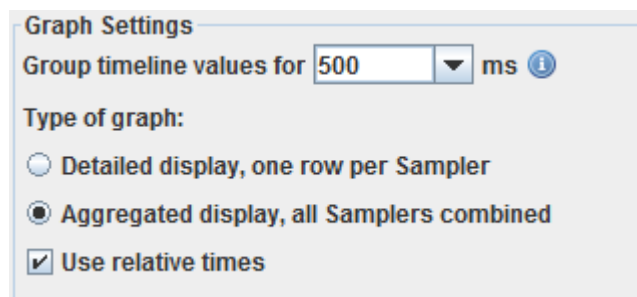 Graph Settings
Group timeline values for 500 ms
Type of graph:
Detailed display, one row per Sampler
Aggregated display, all Samplers combined
Use relative times